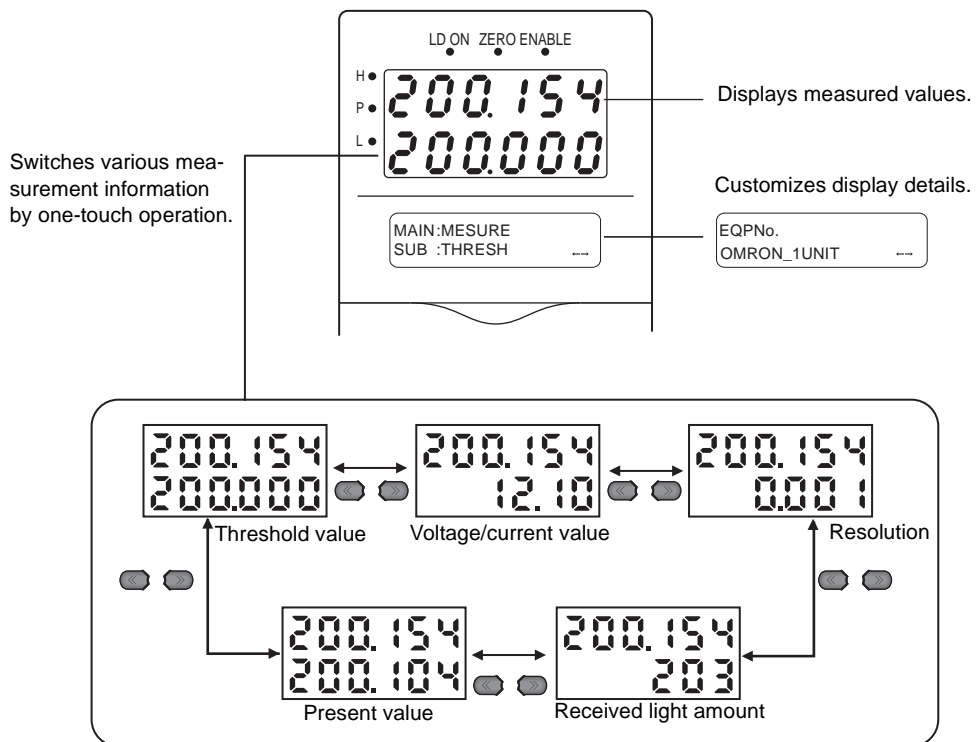 LD ON ZERO ENABLE
H
P
L
200.154
200.000
Displays measured values.
Switches various mea-
surement information
by one-touch operation.
Customizes display details.
MAIN:MESURE
SUB :THRESH ←→
EQPNo.
OMRON_1UNIT ←→
200.154
200.000
Threshold value
200.154
12.10
Voltage/current value
200.154
0.001
Resolution
200.154
200.104
Present value
200.154
203
Received light amount